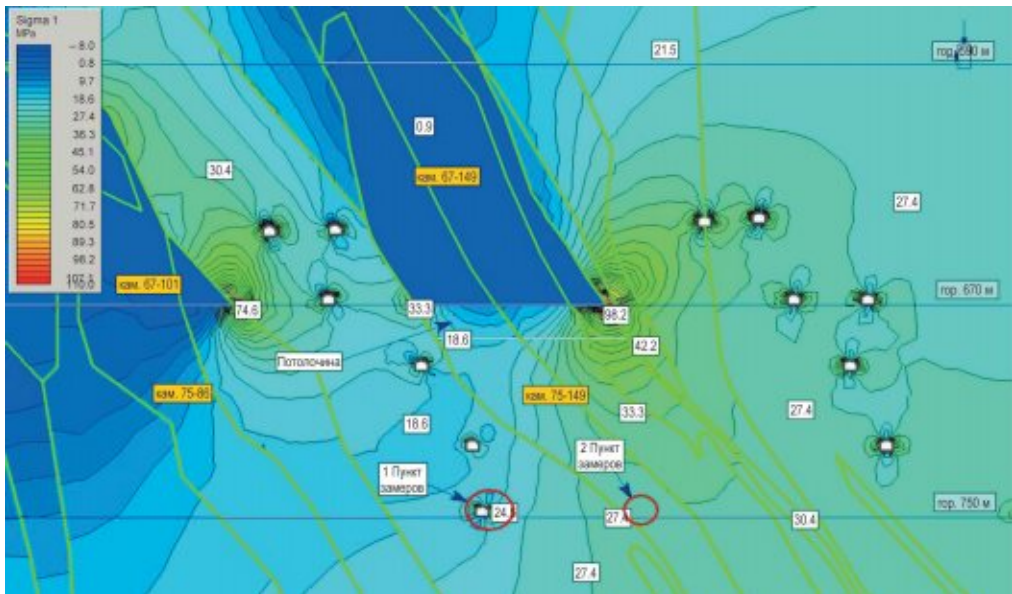 Sigma 1
MPa
-8.0
0.8
9.7
18.6
27.4
36.3
45.1
54.0
62.8
71.7
80.5
89.3
98.2
107.1
110.0
21.5
гор. 590 м
0.9
30.4
кам. 67-149
27.4
кам. 67-101
гор. 670 м
74.6
33.3
98.2
18.6
42.2
Потолочина
кам. 75-86
кам. 75-149
33.3
27.4
18.6
1 Пункт
замеров
2 Пункт
замеров
гор. 750 м
27.4
30.4
27.4